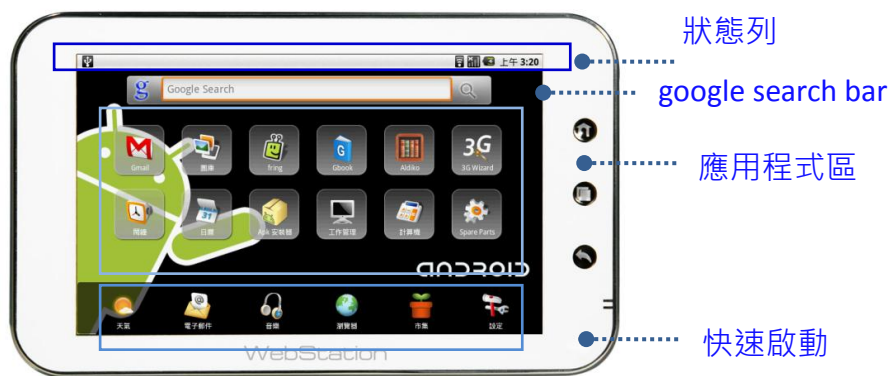 狀態列
上午 3:20
g Google Search
google search bar
Gmail 圖庫 fring Gbook Aldiko 3G Wizard
應用程式區
鬧鐘 日曆 Apk 安裝器 工作管理 計算機 Spare Parts
ANDROID
天氣 電子郵件 音樂 瀏覽器 市集 設定
快速啟動
WebStation